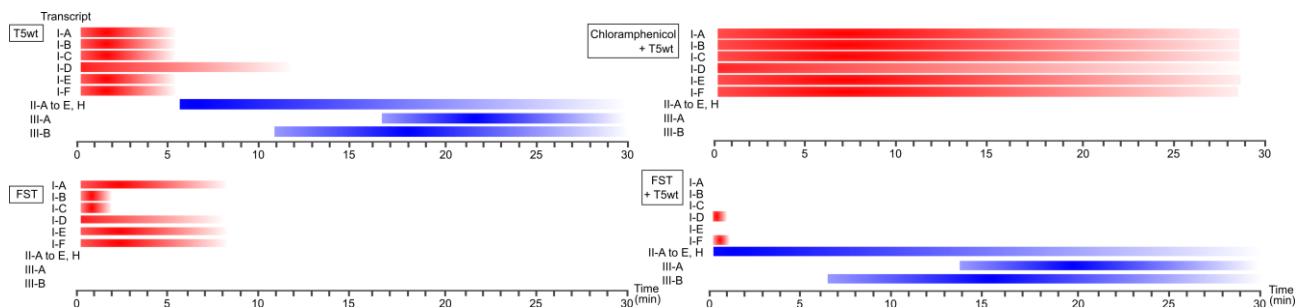 Transcript
T5wt
I-A
I-B
I-C
I-D
I-E
I-F
II-A to E, H
III-A
III-B
0 5 10 15 20 25 30
Chloramphenicol
+ T5wt
I-A
I-B
I-C
I-D
I-E
I-F
II-A to E, H
III-A
III-B
0 5 10 15 20 25 30
FST
I-A
I-B
I-C
I-D
I-E
I-F
II-A to E, H
III-A
III-B
0 5 10 15 20 25 30
Time
(min)
FST
+ T5wt
I-A
I-B
I-C
I-D
I-E
I-F
II-A to E, H
III-A
III-B
0 5 10 15 20 25 30
Time
(min)